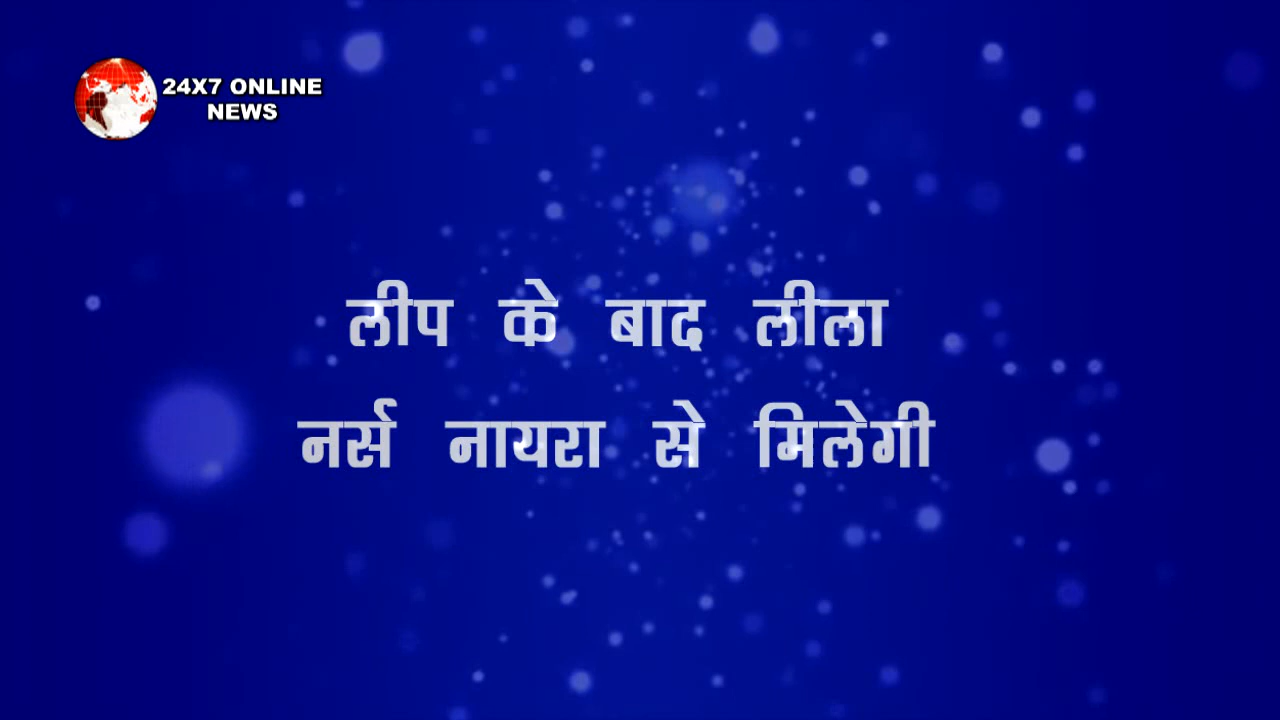 24X7 ONLINE
NEWS
लीप के बाद लीला
नर्स नायरा से मिलेगी